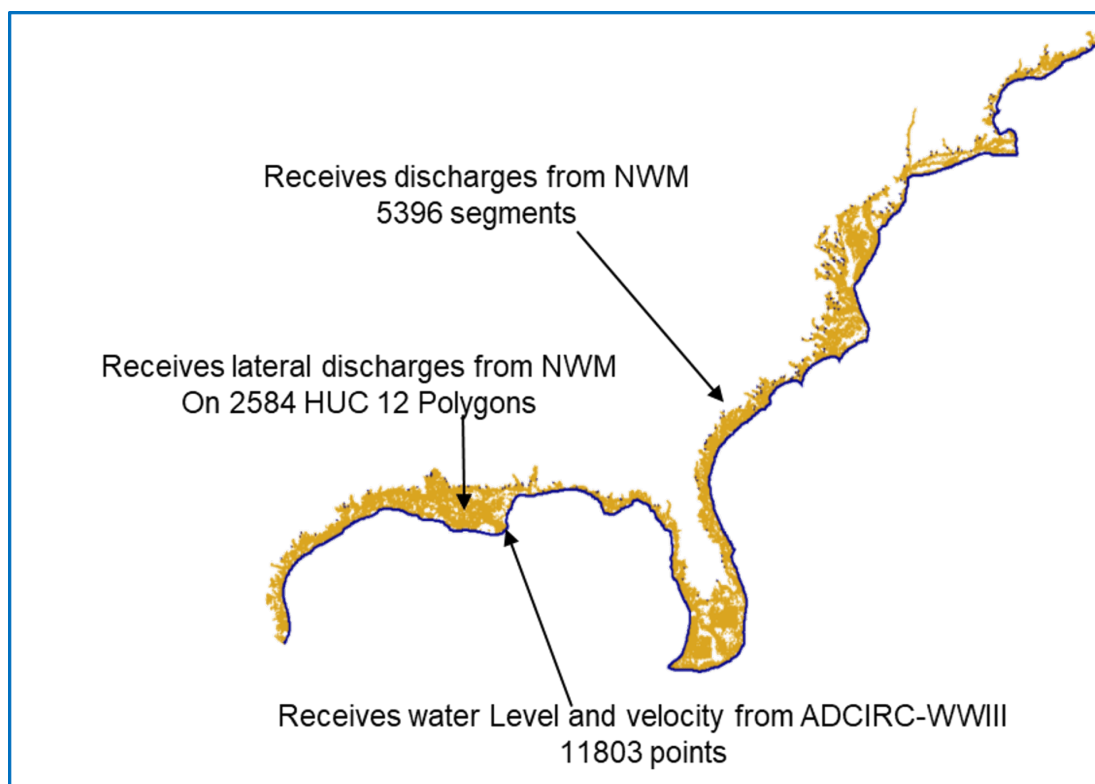 Receives discharges from NWM
5396 segments
Receives lateral discharges from NWM
On 2584 HUC 12 Polygons
Receives water Level and velocity from ADCIRC-WWIII
11803 points